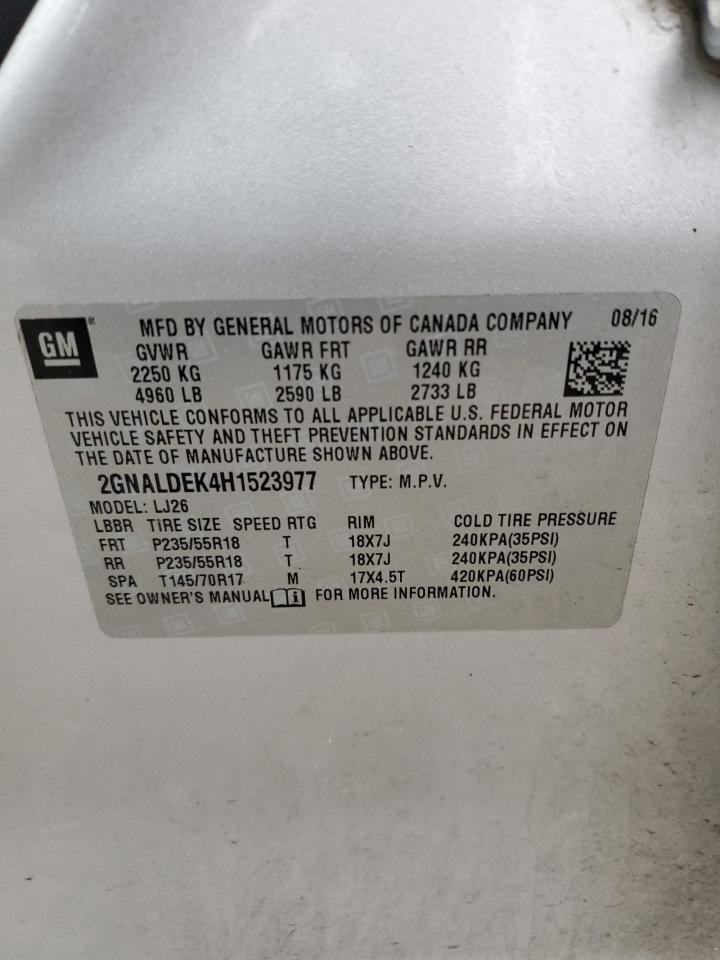 GM
MFD BY GENERAL MOTORS OF CANADA COMPANY 08/16
GVWR GAWR FRT GAWR RR
2250 KG 1175 KG 1240 KG
4960 LB 2590 LB 2733 LB
THIS VEHICLE CONFORMS TO ALL APPLICABLE U.S. FEDERAL MOTOR
VEHICLE SAFETY AND THEFT PREVENTION STANDARDS IN EFFECT ON
THE DATE OF MANUFACTURE SHOWN ABOVE.
2GNALDEK4H1523977 TYPE: M.P.V.
MODEL: LJ26
LBBR TIRE SIZE SPEED RTG RIM COLD TIRE PRESSURE
FRT P235/55R18 T 18X7J 240KPA(35PSI)
RR P235/55R18 T 18X7J 240KPA(35PSI)
SPA T145/70R17 M 17X4.5T 420KPA(60PSI)
SEE OWNER'S MANUAL FOR MORE INFORMATION.